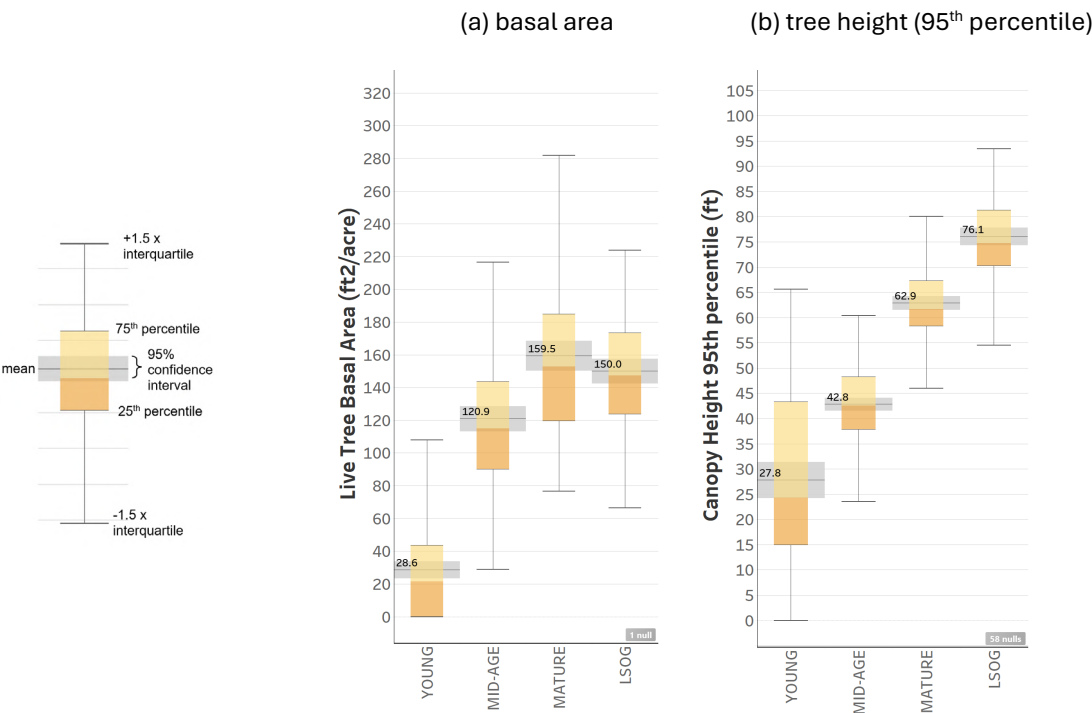 (a) basal area
(b) tree height (95th percentile)
+1.5 x
interquartile
75th percentile
mean
95%
confidence
interval
25th percentile
-1.5 x
interquartile
Live Tree Basal Area (ft2/acre)
320
300
280
260
240
220
200
180
160
140
120
100
80
60
40
20
0
28.6
120.9
159.5
150.0
1 null
YOUNG
MID-AGE
MATURE
LSOG
Canopy Height 95th percentile (ft)
105
100
95
90
85
80
75
70
65
60
55
50
45
40
35
30
25
20
15
10
5
0
27.8
42.8
62.9
76.1
58 nulls
YOUNG
MID-AGE
MATURE
LSOG